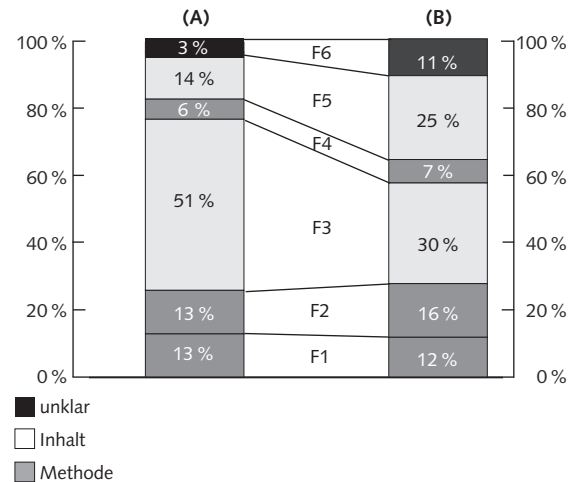 (A) (B)
100 % 3 % F6 11 % 100 %
14 % F5
80 % 6 % 25 % 80 %
F4
60 % 7 % 60 %
51 %
40 % F3 30 % 40 %
20 % 13 % F2 16 % 20 %
13 % F1 12 %
0 % 0 %
unklar
Inhalt
Methode